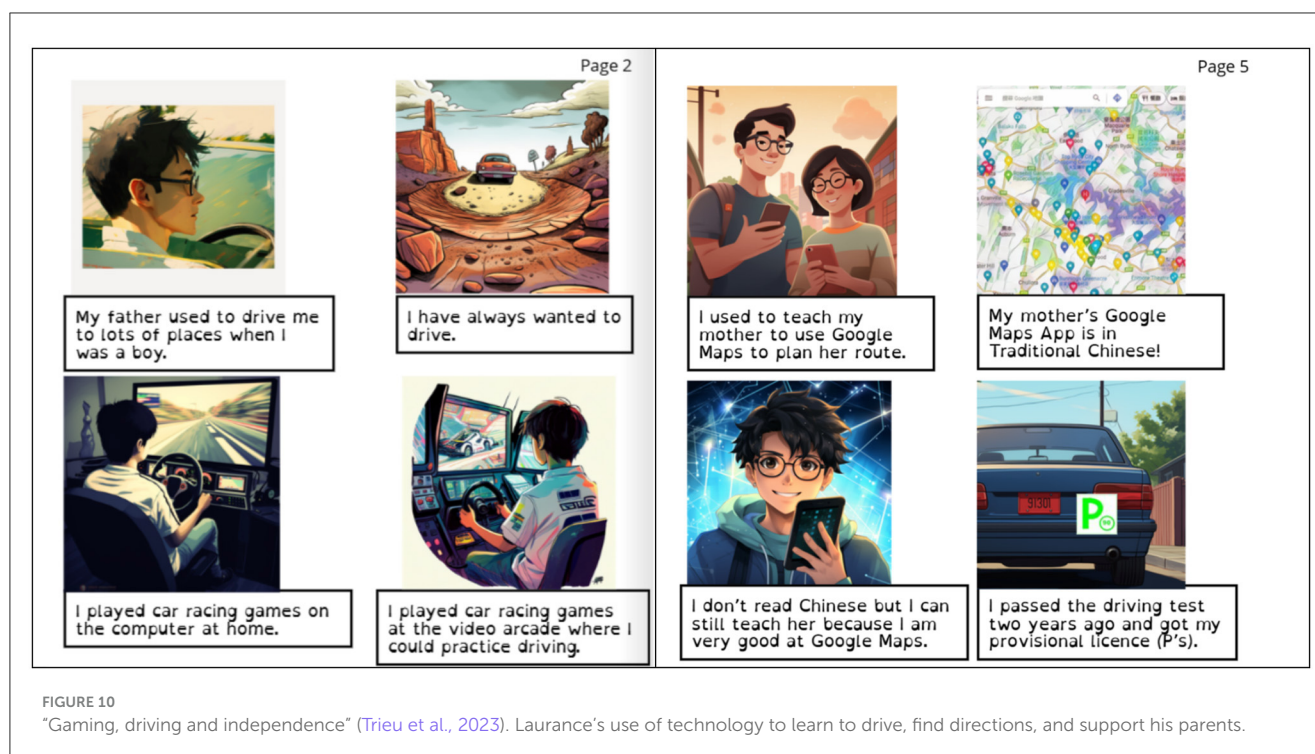 Page 2
My father used to drive me
to lots of places when I
was a boy.
I have always wanted to
drive.
I played car racing games on
the computer at home.
I played car racing games
at the video arcade where I
could practice driving.
Page 5
I used to teach my
mother to use Google
Maps to plan her route.
My mother's Google
Maps App is in
Traditional Chinese!
I don't read Chinese but I can
still teach her because I am
very good at Google Maps.
91301
P
90
I passed the driving test
two years ago and got my
provisional licence (P's).
FIGURE 10
"Gaming, driving and independence" (Trieu et al., 2023). Laurance's use of technology to learn to drive, find directions, and support his parents.